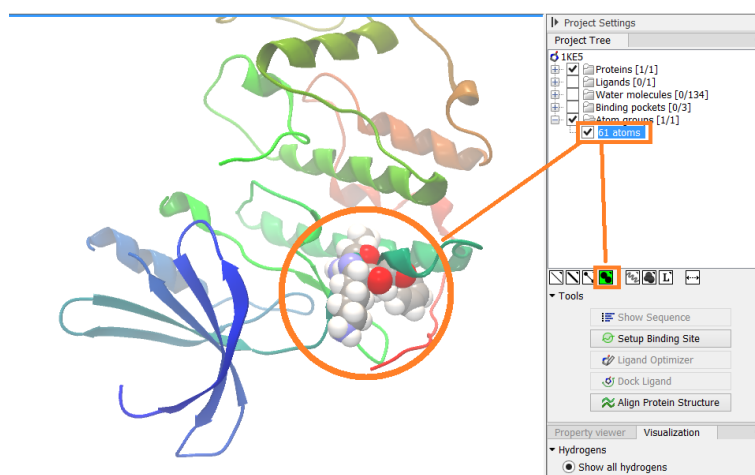 Project Settings
Project Tree
1KE5
Proteins [1/1]
Ligands [0/1]
Water molecules [0/134]
Binding pockets [0/3]
Atom groups [1/1]
61 atoms
L
Tools
Show Sequence
Setup Binding Site
Ligand Optimizer
Dock Ligand
Align Protein Structure
Property viewer Visualization
Hydrogens
Show all hydrogens